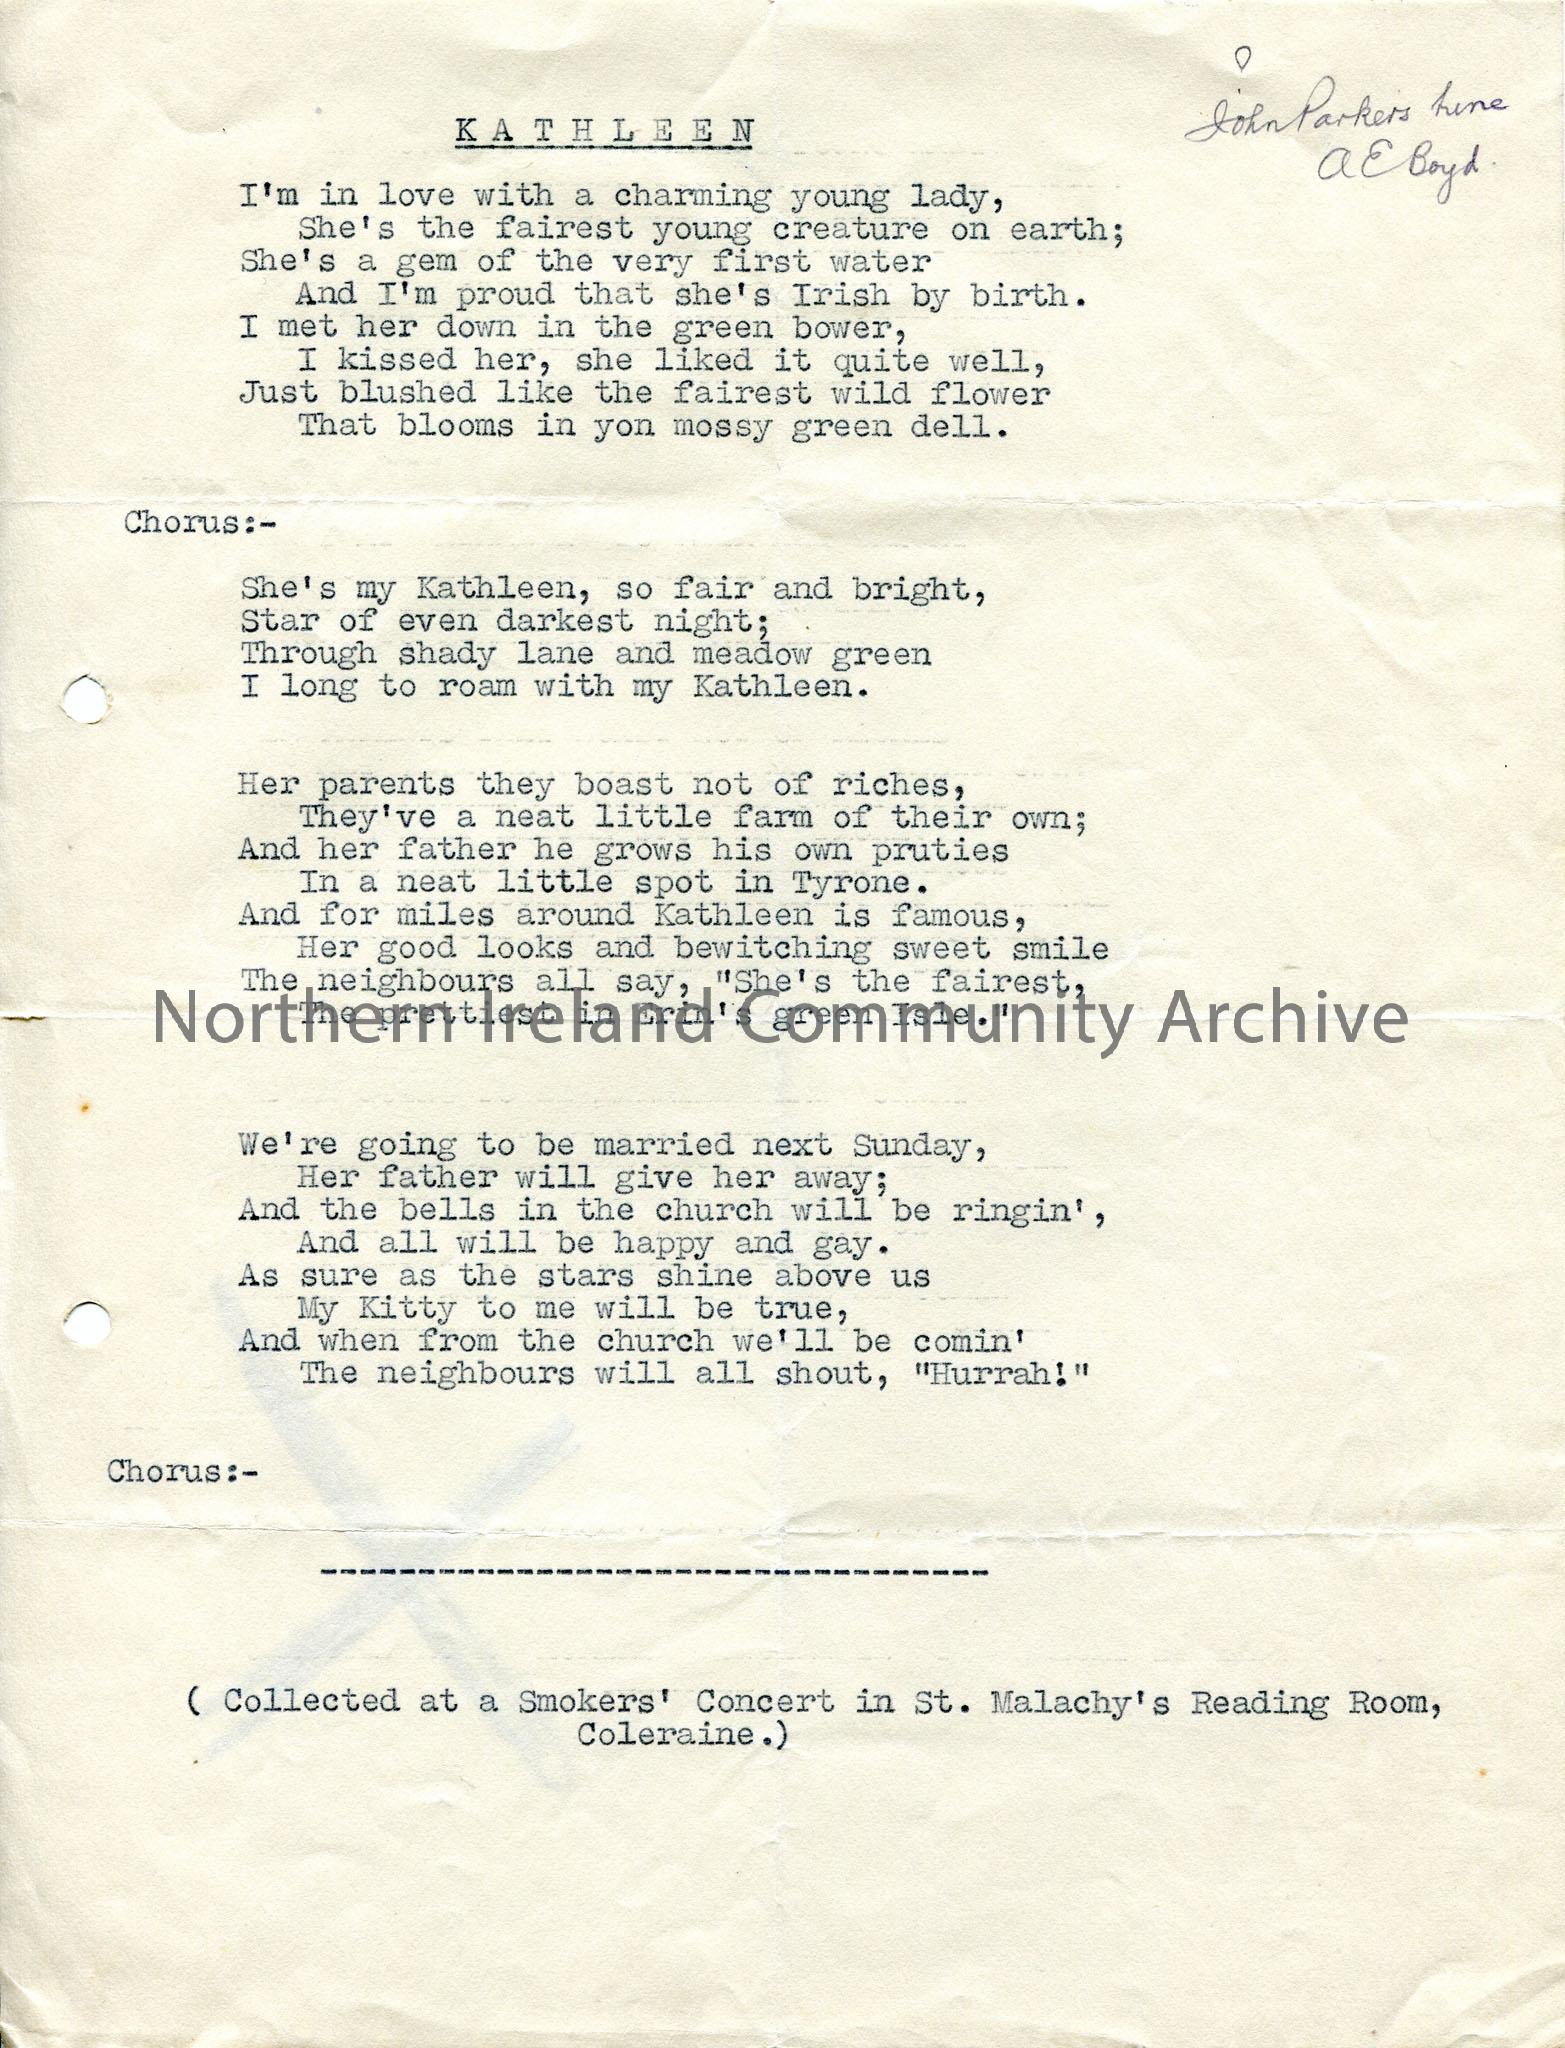 John Parkers tune
A E Boyd.
K A T H L E E N
I'm in love with a charming young lady,
She's the fairest young creature on earth;
She's a gem of the very first water
And I'm proud that she's Irish by birth.
I met her down in the green bower,
I kissed her, she liked it quite well,
Just blushed like the fairest wild flower
That blooms in yon mossy green dell.
Chorus:-
She's my Kathleen, so fair and bright,
Star of even darkest night;
Through shady lane and meadow green
I long to roam with my Kathleen.
Her parents they boast not of riches,
They've a neat little farm of their own;
And her father he grows his own pruties
In a neat little spot in Tyrone.
And for miles around Kathleen is famous,
Her good looks and bewitching sweet smile
The neighbours all say, "She's the fairest,
The prettiest in Erin's green Isle."
Northern Ireland Community Archive
We're going to be married next Sunday,
Her father will give her away;
And the bells in the church will be ringin',
And all will be happy and gay.
As sure as the stars shine above us
My Kitty to me will be true,
And when from the church we'll be comin'
The neighbours will all shout, "Hurrah!"
Chorus:-
----------------------------------
( Collected at a Smokers' Concert in St. Malachy's Reading Room,
Coleraine.)